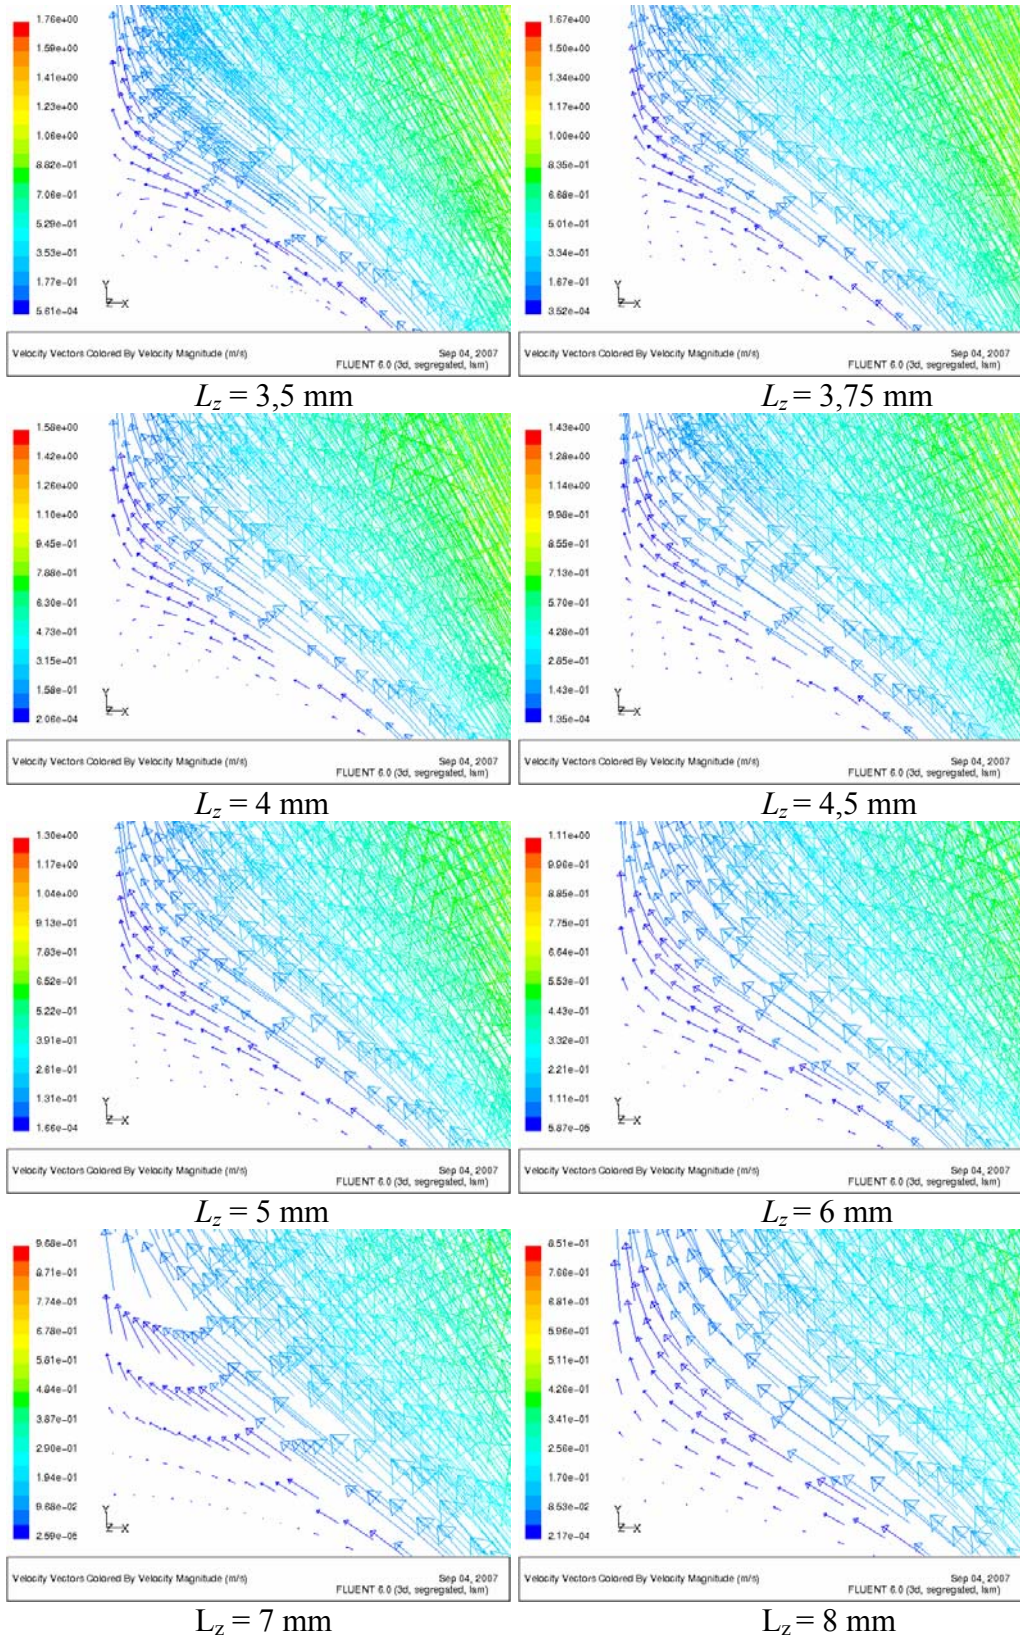 1.76e+00
1.59e+00
1.41e+00
1.23e+00
1.06e+00
8.82e-01
7.06e-01
5.29e-01
3.53e-01
1.77e-01
5.61e-04
Y
Z X
Velocity Vectors Colored By Velocity Magnitude (m/s)
Sep 04, 2007
FLUENT 6.0 (3d, segregated, lam)
L_z = 3,5 mm
1.67e+00
1.50e+00
1.34e+00
1.17e+00
1.00e+00
8.35e-01
6.68e-01
5.01e-01
3.34e-01
1.67e-01
3.52e-04
Y
Z X
Velocity Vectors Colored By Velocity Magnitude (m/s)
Sep 04, 2007
FLUENT 6.0 (3d, segregated, lam)
L_z = 3,75 mm
1.58e+00
1.42e+00
1.26e+00
1.10e+00
9.45e-01
7.88e-01
6.30e-01
4.73e-01
3.15e-01
1.58e-01
2.06e-04
Y
Z X
Velocity Vectors Colored By Velocity Magnitude (m/s)
Sep 04, 2007
FLUENT 6.0 (3d, segregated, lam)
L_z = 4 mm
1.43e+00
1.28e+00
1.14e+00
9.98e-01
8.55e-01
7.13e-01
5.70e-01
4.28e-01
2.85e-01
1.43e-01
1.35e-04
Y
Z X
Velocity Vectors Colored By Velocity Magnitude (m/s)
Sep 04, 2007
FLUENT 6.0 (3d, segregated, lam)
L_z = 4,5 mm
1.30e+00
1.17e+00
1.04e+00
9.13e-01
7.83e-01
6.52e-01
5.22e-01
3.91e-01
2.61e-01
1.31e-01
1.66e-04
Y
Z X
Velocity Vectors Colored By Velocity Magnitude (m/s)
Sep 04, 2007
FLUENT 6.0 (3d, segregated, lam)
L_z = 5 mm
1.11e+00
9.96e-01
8.85e-01
7.75e-01
6.64e-01
5.53e-01
4.43e-01
3.32e-01
2.21e-01
1.11e-01
5.87e-05
Y
Z X
Velocity Vectors Colored By Velocity Magnitude (m/s)
Sep 04, 2007
FLUENT 6.0 (3d, segregated, lam)
L_z = 6 mm
9.68e-01
8.71e-01
7.74e-01
6.78e-01
5.81e-01
4.84e-01
3.87e-01
2.90e-01
1.94e-01
9.68e-02
2.59e-05
Y
Z X
Velocity Vectors Colored By Velocity Magnitude (m/s)
Sep 04, 2007
FLUENT 6.0 (3d, segregated, lam)
L_z = 7 mm
8.51e-01
7.66e-01
6.81e-01
5.96e-01
5.11e-01
4.26e-01
3.41e-01
2.56e-01
1.70e-01
8.53e-02
2.17e-04
Y
Z X
Velocity Vectors Colored By Velocity Magnitude (m/s)
Sep 04, 2007
FLUENT 6.0 (3d, segregated, lam)
L_z = 8 mm